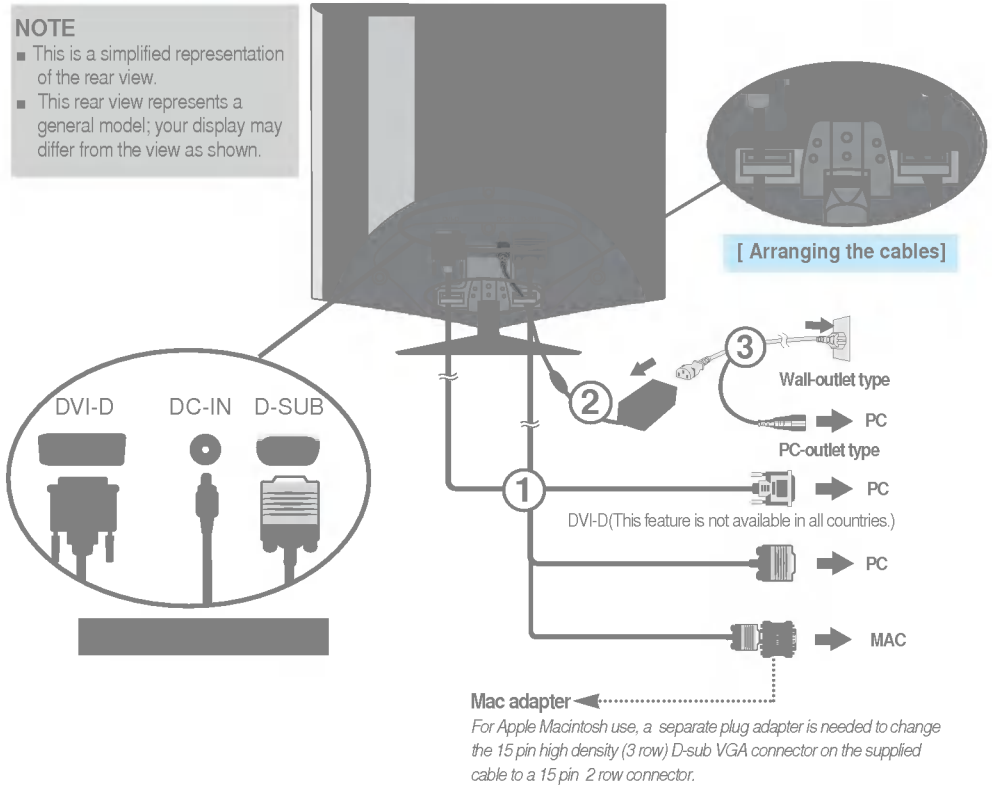 NOTE
■ This is a simplified representation
of the rear view.
■ This rear view represents a
general model; your display may
differ from the view as shown.
[ Arranging the cables]
3
Wall-outlet type
2
PC
PC-outlet type
DVI-D DC-IN D-SUB
1
PC
DVI-D(This feature is not available in all countries.)
PC
MAC
Mac adapter
For Apple Macintosh use, a separate plug adapter is needed to change
the 15 pin high density (3 row) D-sub VGA connector on the supplied
cable to a 15 pin 2 row connector.